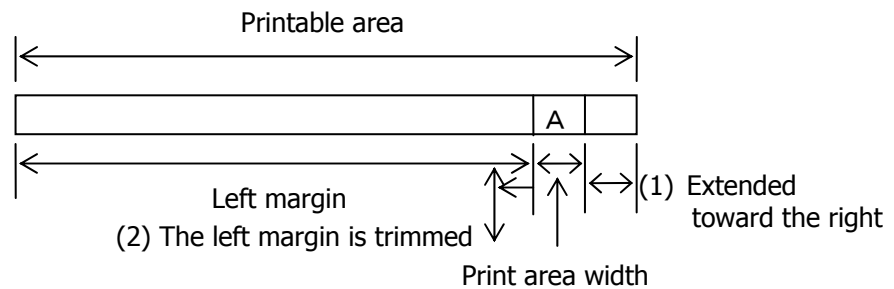 Printable area
A
Left margin
(1) Extended
toward the right
(2) The left margin is trimmed
Print area width